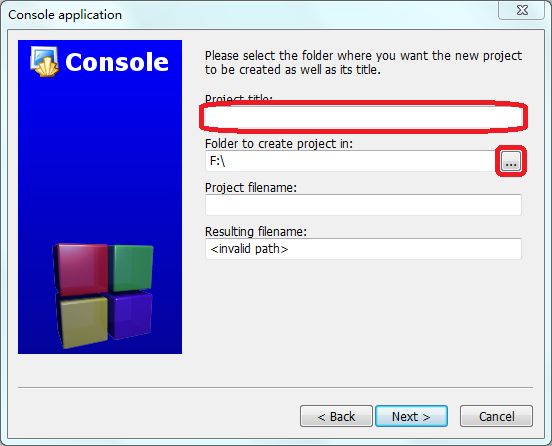 Console application
Console
Please select the folder where you want the new project
to be created as well as its title.
Project title:
Folder to create project in:
F:\
...
Project filename:
Resulting filename:
<invalid path>
< Back
Next >
Cancel